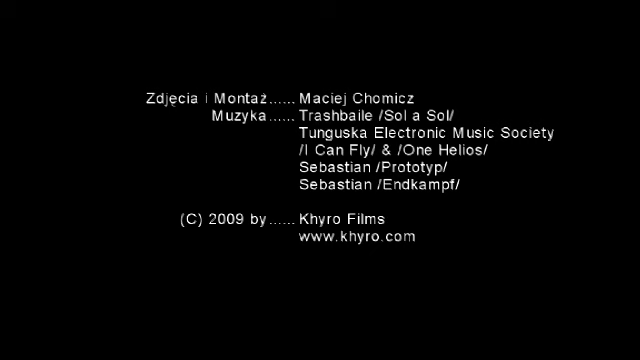 Zdjęcia i Montaż...... Maciej Chomicz
Muzyka...... Trashbaile /Sol a Sol/
Tunguska Electronic Music Society
/I Can Fly/ & /One Helios/
Sebastian /Prototyp/
Sebastian /Endkampf/
(C) 2009 by...... Khyro Films
www.khyro.com